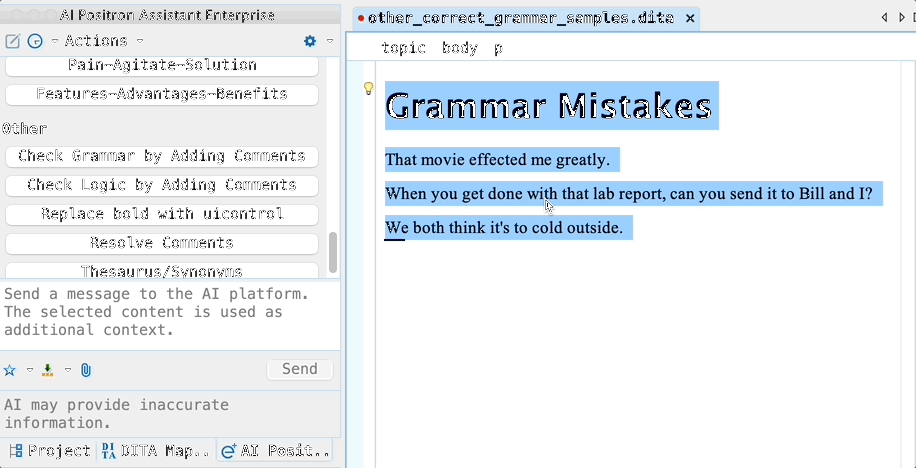 AI Positron Assistant Enterprise
Actions
Pain-Agitate-Solution
Features-Advantages-Benefits
Other
Check Grammar by Adding Comments
Check Logic by Adding Comments
Replace bold with uicontrol
Resolve Comments
Thesaurus/Synonyms
Send a message to the AI platform.
The selected content is used as
additional context.
Send
AI may provide inaccurate
information.
Project
DITA Map..
AI Posit..
other_correct_grammar_samples.dita
topic body p
Grammar Mistakes
That movie effected me greatly.
When you get done with that lab report, can you send it to Bill and I?
We both think it's to cold outside.